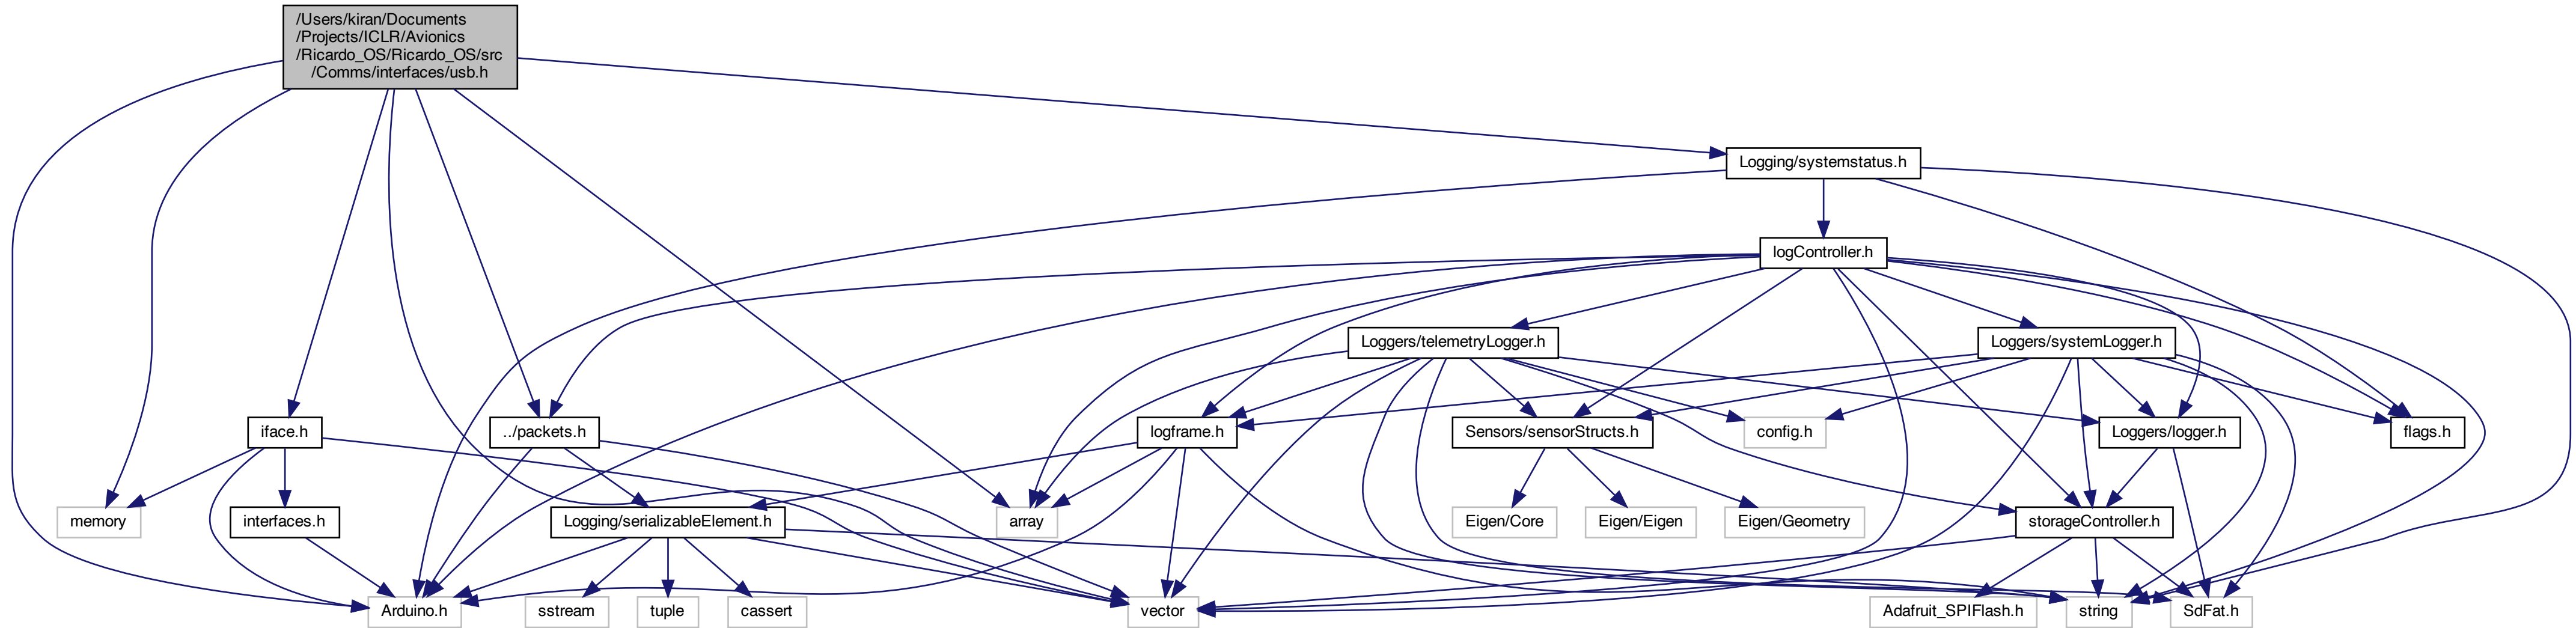 /Users/kiran/Documents
/Projects/ICLR/Avionics
/Ricardo_OS/Ricardo_OS/src
/Comms/interfaces/usb.h
Logging/systemstatus.h
logController.h
Loggers/telemetryLogger.h
Loggers/systemLogger.h
iface.h
../packets.h
logframe.h
Sensors/sensorStructs.h
config.h
Loggers/logger.h
flags.h
memory
interfaces.h
Logging/serializableElement.h
array
Eigen/Core
Eigen/Eigen
Eigen/Geometry
storageController.h
Arduino.h
sstream
tuple
cassert
vector
Adafruit_SPIFlash.h
string
SdFat.h